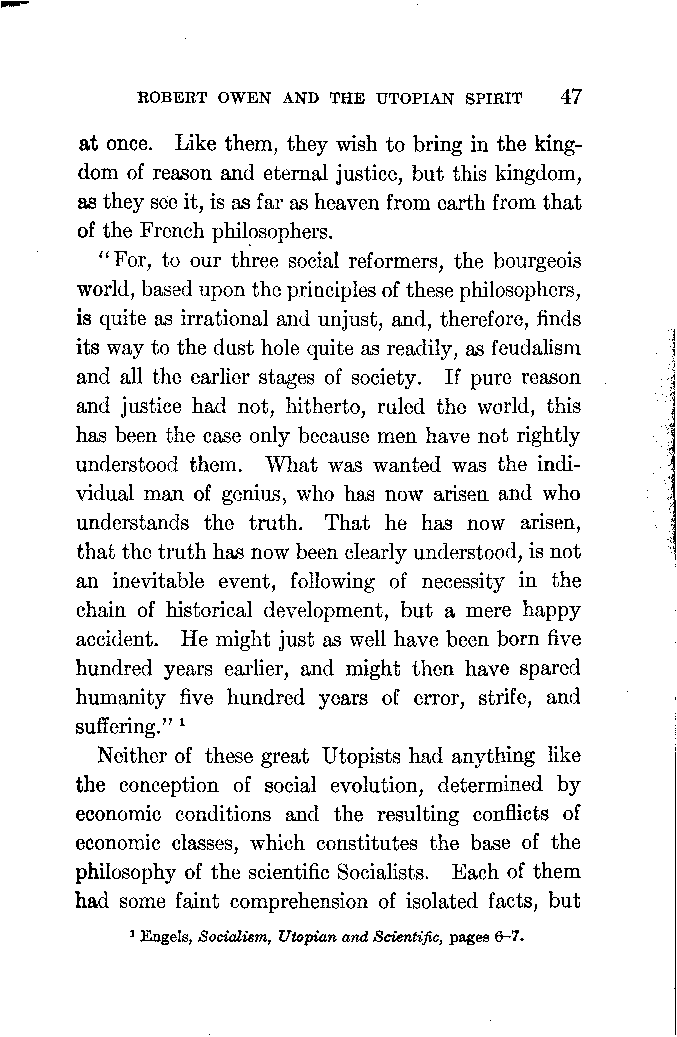 ROBERT OWEN AND THE UTOPIAN SPIRIT 47
at once. Like them, they wish to bring in the king-
dom of reason and eternal justice, but this kingdom,
as they see it, is as far as heaven from earth from that
of the French philosophers.
"For, to our three social reformers, the bourgeois
world, based upon the principles of these philosophers,
is quite as irrational and unjust, and, therefore, finds
its way to the dust hole quite as readily, as feudalism
and all the earlier stages of society. If pure reason
and justice had not, hitherto, ruled the world, this
has been the case only because men have not rightly
understood them. What was wanted was the indi-
vidual man of genius, who has now arisen and who
understands the truth. That he has now arisen,
that the truth has now been clearly understood, is not
an inevitable event, following of necessity in the
chain of historical development, but a mere happy
accident. He might just as well have been born five
hundred years earlier, and might then have spared
humanity five hundred years of error, strife, and
suffering." ¹
Neither of these great Utopists had anything like
the conception of social evolution, determined by
economic conditions and the resulting conflicts of
economic classes, which constitutes the base of the
philosophy of the scientific Socialists. Each of them
had some faint comprehension of isolated facts, but
¹ Engels, Socialism, Utopian and Scientific, pages 6–7.